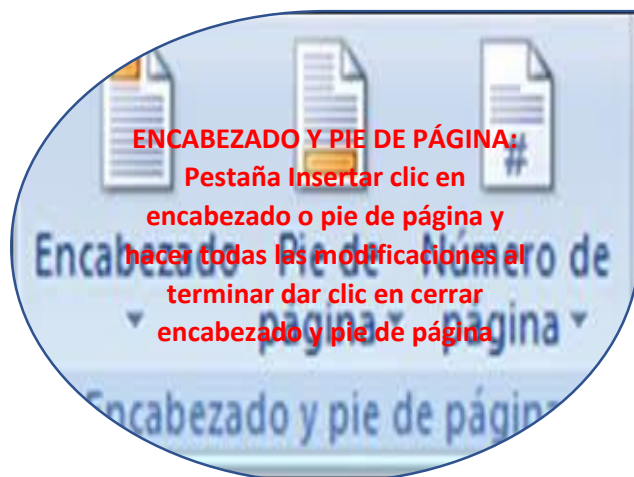 ENCABEZADO Y PIE DE PÁGINA:
Pestaña Insertar clic en
encabezado o pie de página y
hacer todas las modificaciones al
terminar dar clic en cerrar
encabezado y pie de página
#
Encabezado Pie de Número de
página página
Encabezado y pie de página